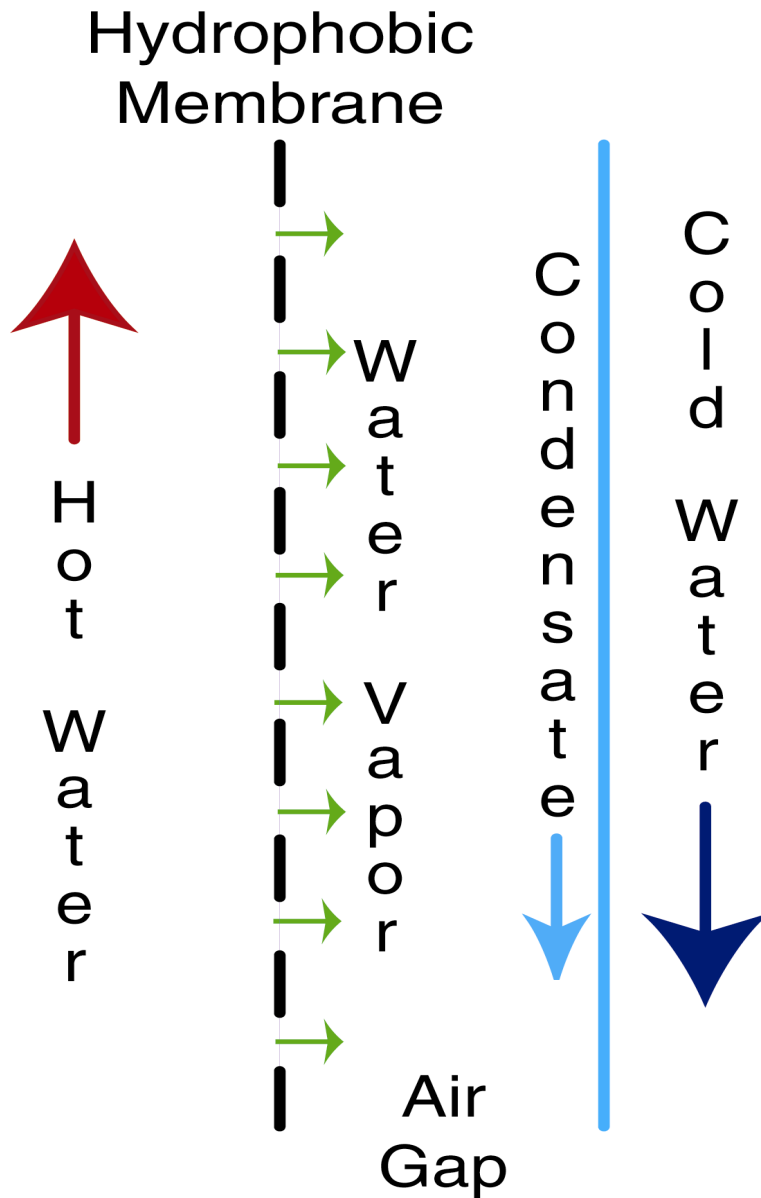 Hydrophobic
Membrane
Hot Water
Water Vapor
Condensate
Cold Water
Air
Gap